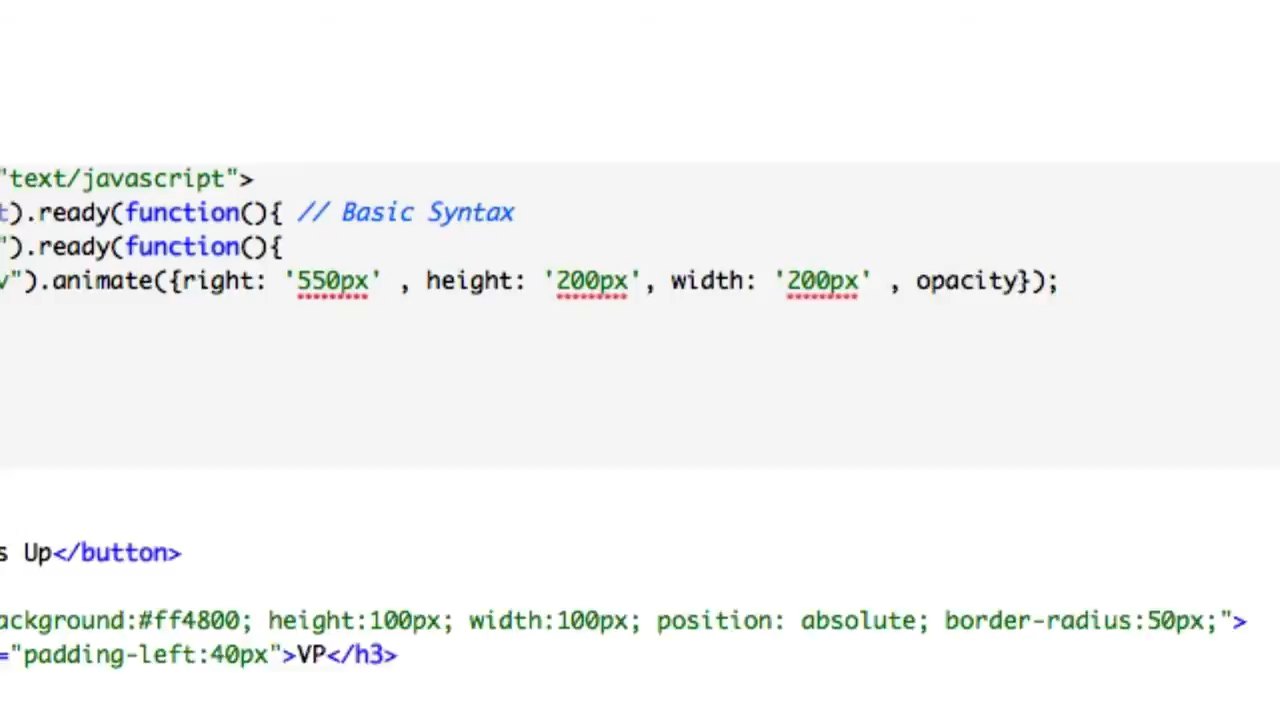 "text/javascript">
t).ready(function(){ // Basic Syntax
").ready(function(){
v").animate({right: '550px' , height: '200px', width: '200px' , opacity});
s Up</button>
ackground:#ff4800; height:100px; width:100px; position: absolute; border-radius:50px;">
="padding-left:40px">VP</h3>